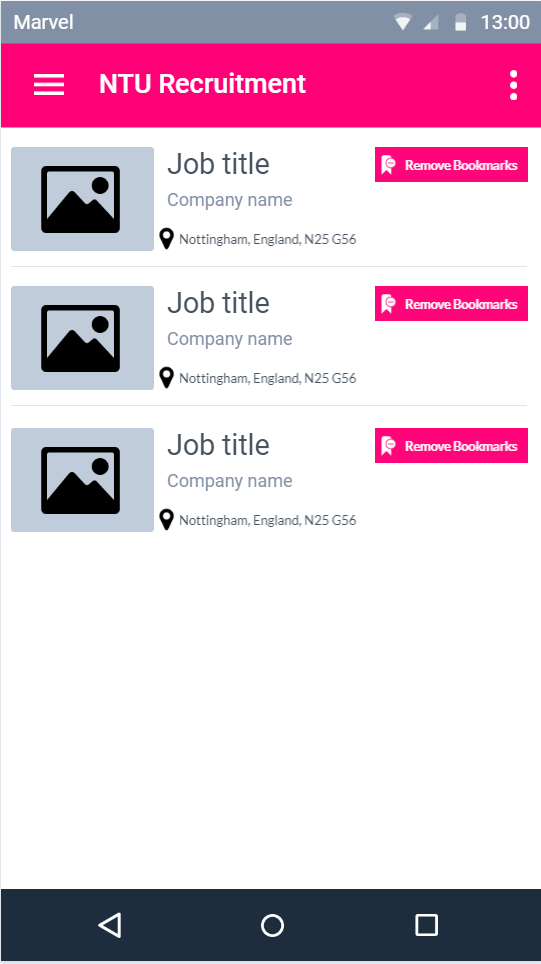 Marvel 13:00
NTU Recruitment
Job title
Remove Bookmarks
Company name
Nottingham, England, N25 G56
Job title
Remove Bookmarks
Company name
Nottingham, England, N25 G56
Job title
Remove Bookmarks
Company name
Nottingham, England, N25 G56